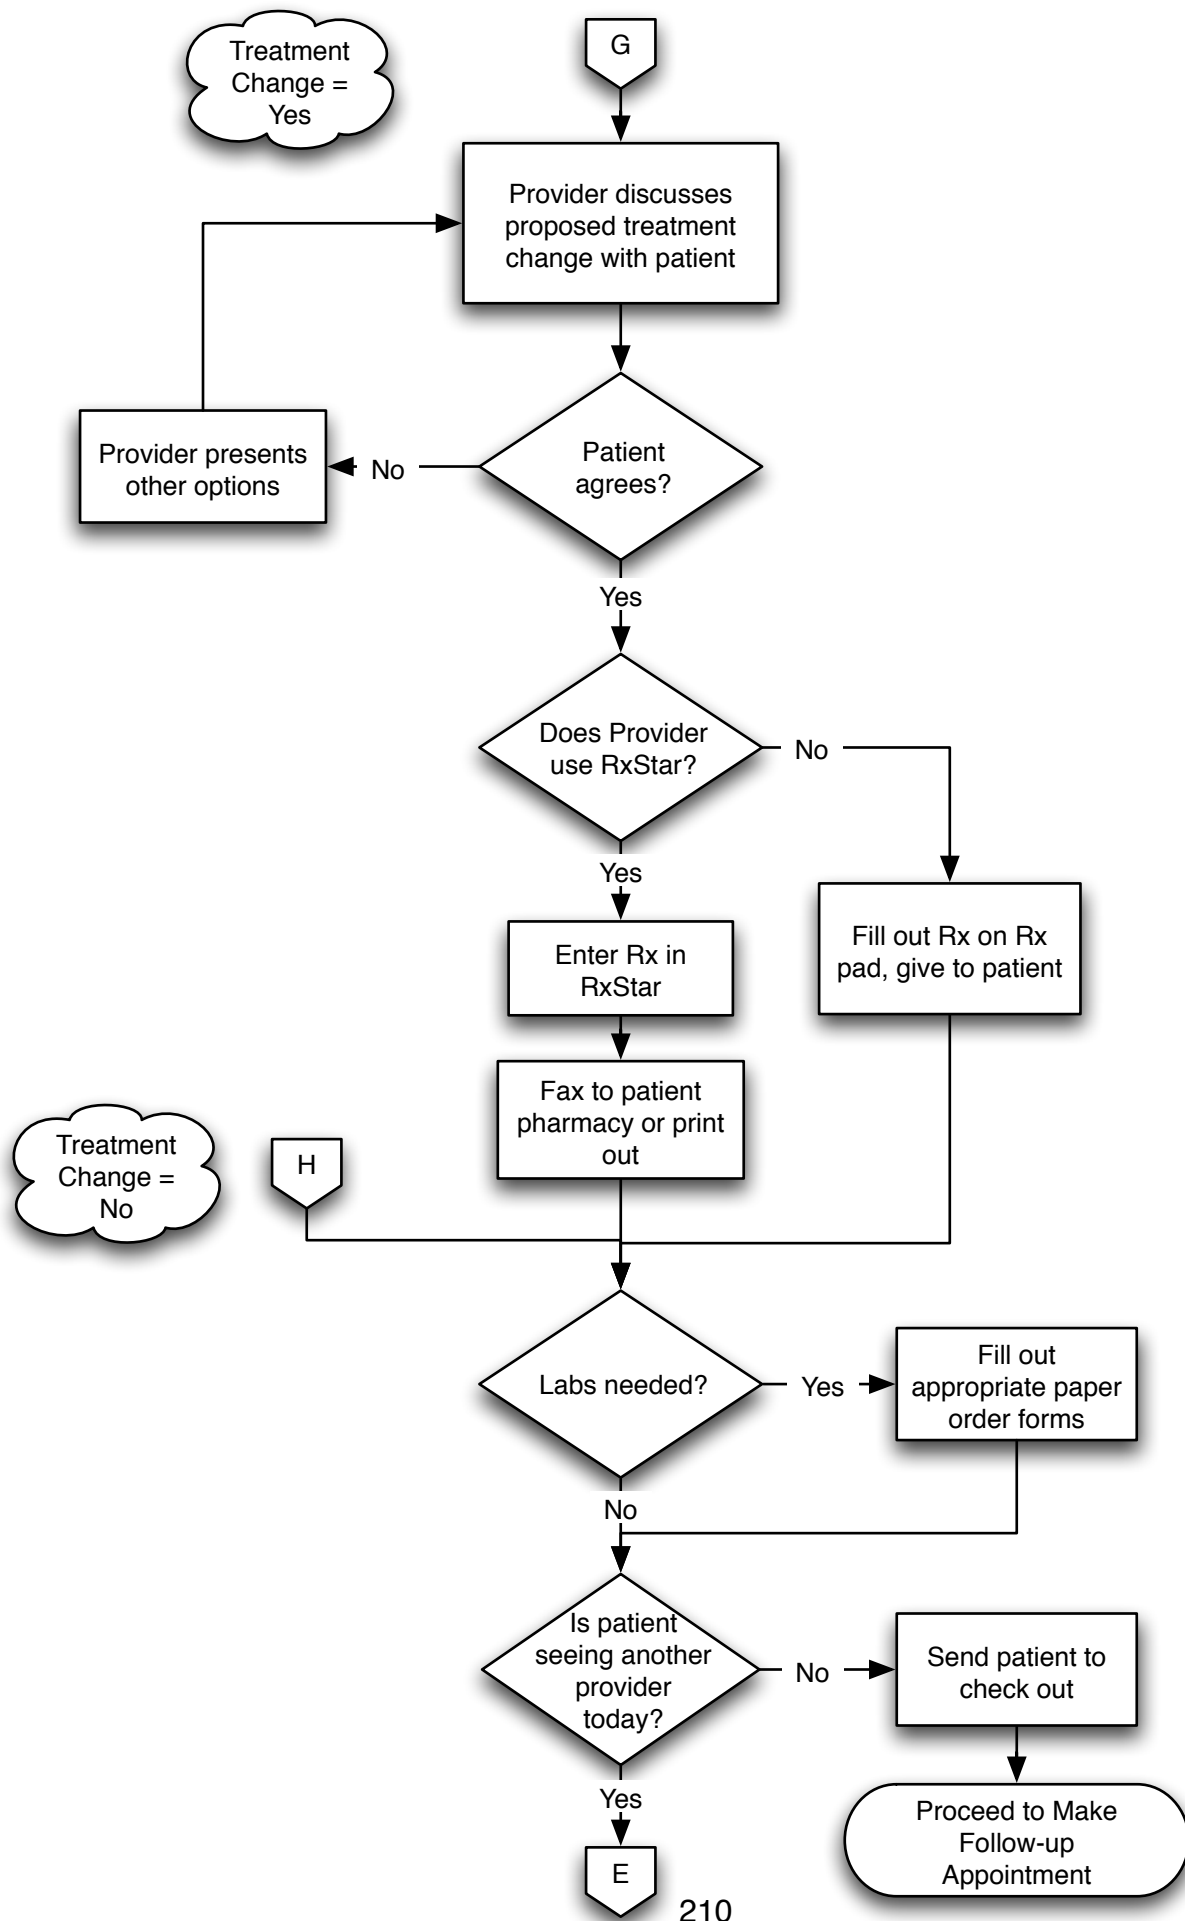 Treatment
Change =
Yes
G
Provider discusses
proposed treatment
change with patient
Provider presents
other options
No
Patient
agrees?
Yes
Does Provider
use RxStar?
No
Yes
Enter Rx in
RxStar
Fill out Rx on Rx
pad, give to patient
Fax to patient
pharmacy or print
out
Treatment
Change =
No
H
Labs needed?
Yes
Fill out
appropriate paper
order forms
No
Is patient
seeing another
provider
today?
No
Send patient to
check out
Yes
Proceed to Make
Follow-up
Appointment
E
210